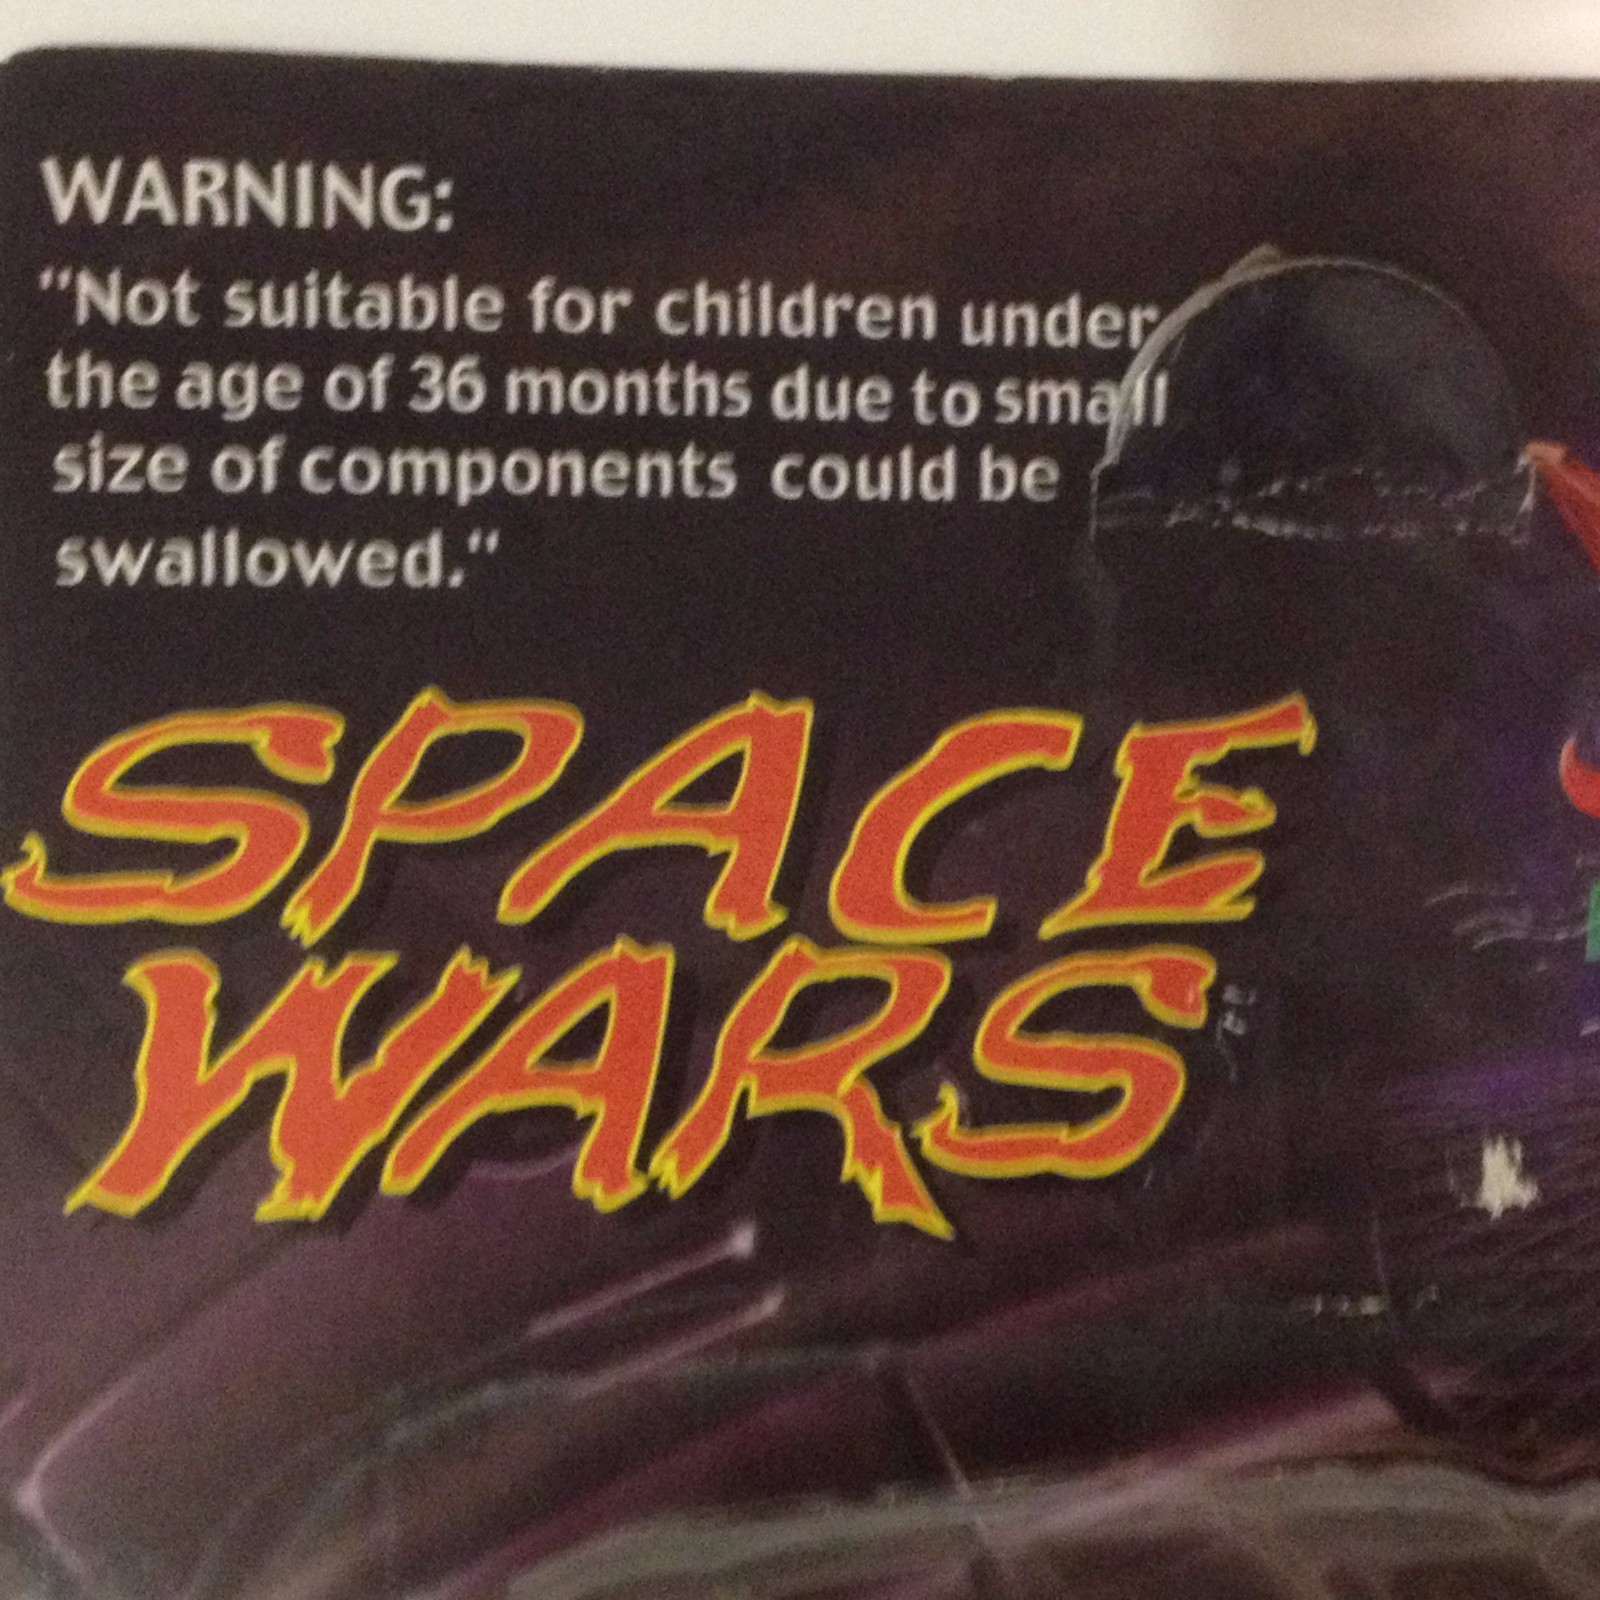 WARNING:
"Not suitable for children under
the age of 36 months due to small
size of components could be
swallowed."
SPACE
WARS